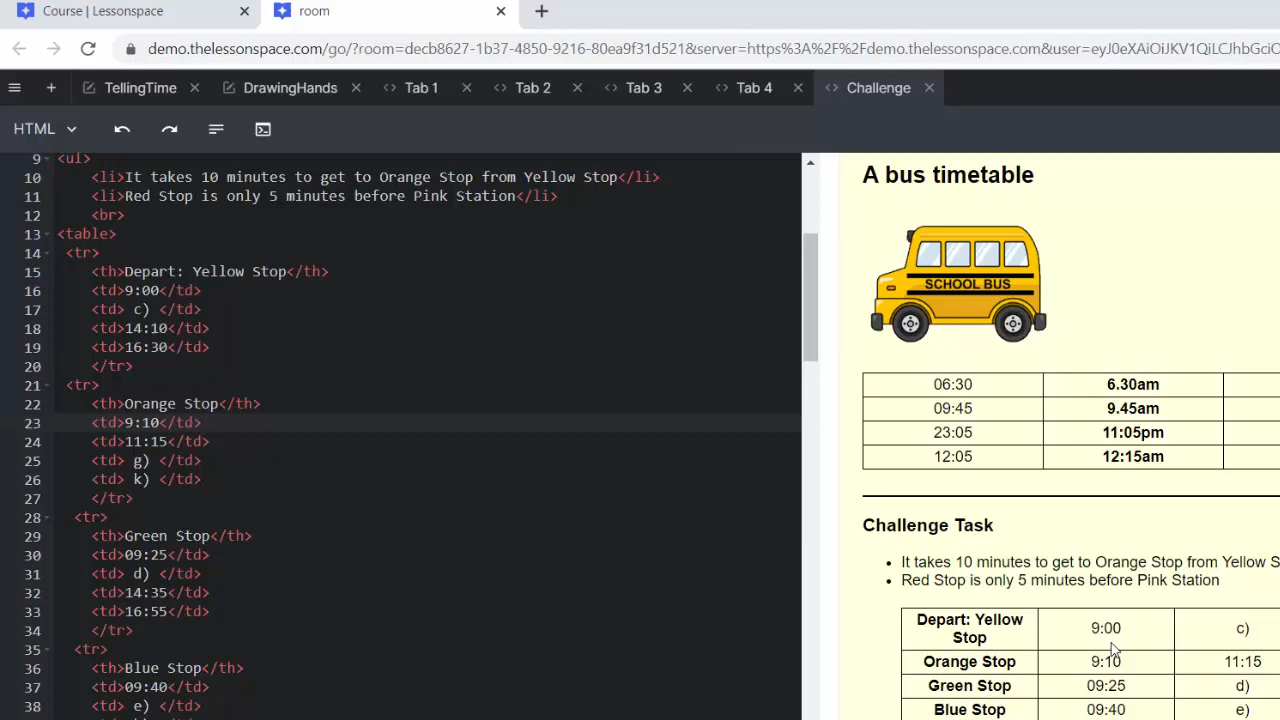 Course | Lessonspace
room
demo.thelessonspace.com/go/?room=decb8627-1b37-4850-9216-80ea9f31d521&server=https%3A%2F%2Fdemo.thelessonspace.com&user=eyJ0eXAiOiJKV1QiLCJhbGciO
TellingTime
DrawingHands
Tab 1
Tab 2
Tab 3
Tab 4
Challenge
HTML
9 <ul>
10 <li>It takes 10 minutes to get to Orange Stop from Yellow Stop</li>
11 <li>Red Stop is only 5 minutes before Pink Station</li>
12 <br>
13 <table>
14 <tr>
15 <th>Depart: Yellow Stop</th>
16 <td>9:00</td>
17 <td> c) </td>
18 <td>14:10</td>
19 <td>16:30</td>
20 </tr>
21 <tr>
22 <th>Orange Stop</th>
23 <td>9:10</td>
24 <td>11:15</td>
25 <td> g) </td>
26 <td> k) </td>
27 </tr>
28 <tr>
29 <th>Green Stop</th>
30 <td>09:25</td>
31 <td> d) </td>
32 <td>14:35</td>
33 <td>16:55</td>
34 </tr>
35 <tr>
36 <th>Blue Stop</th>
37 <td>09:40</td>
38 <td> e) </td>
A bus timetable
SCHOOL BUS
06:30 6.30am
09:45 9.45am
23:05 11:05pm
12:05 12:15am
Challenge Task
• It takes 10 minutes to get to Orange Stop from Yellow S
• Red Stop is only 5 minutes before Pink Station
Depart: Yellow Stop 9:00 c)
Orange Stop 9:10 11:15
Green Stop 09:25 d)
Blue Stop 09:40 e)